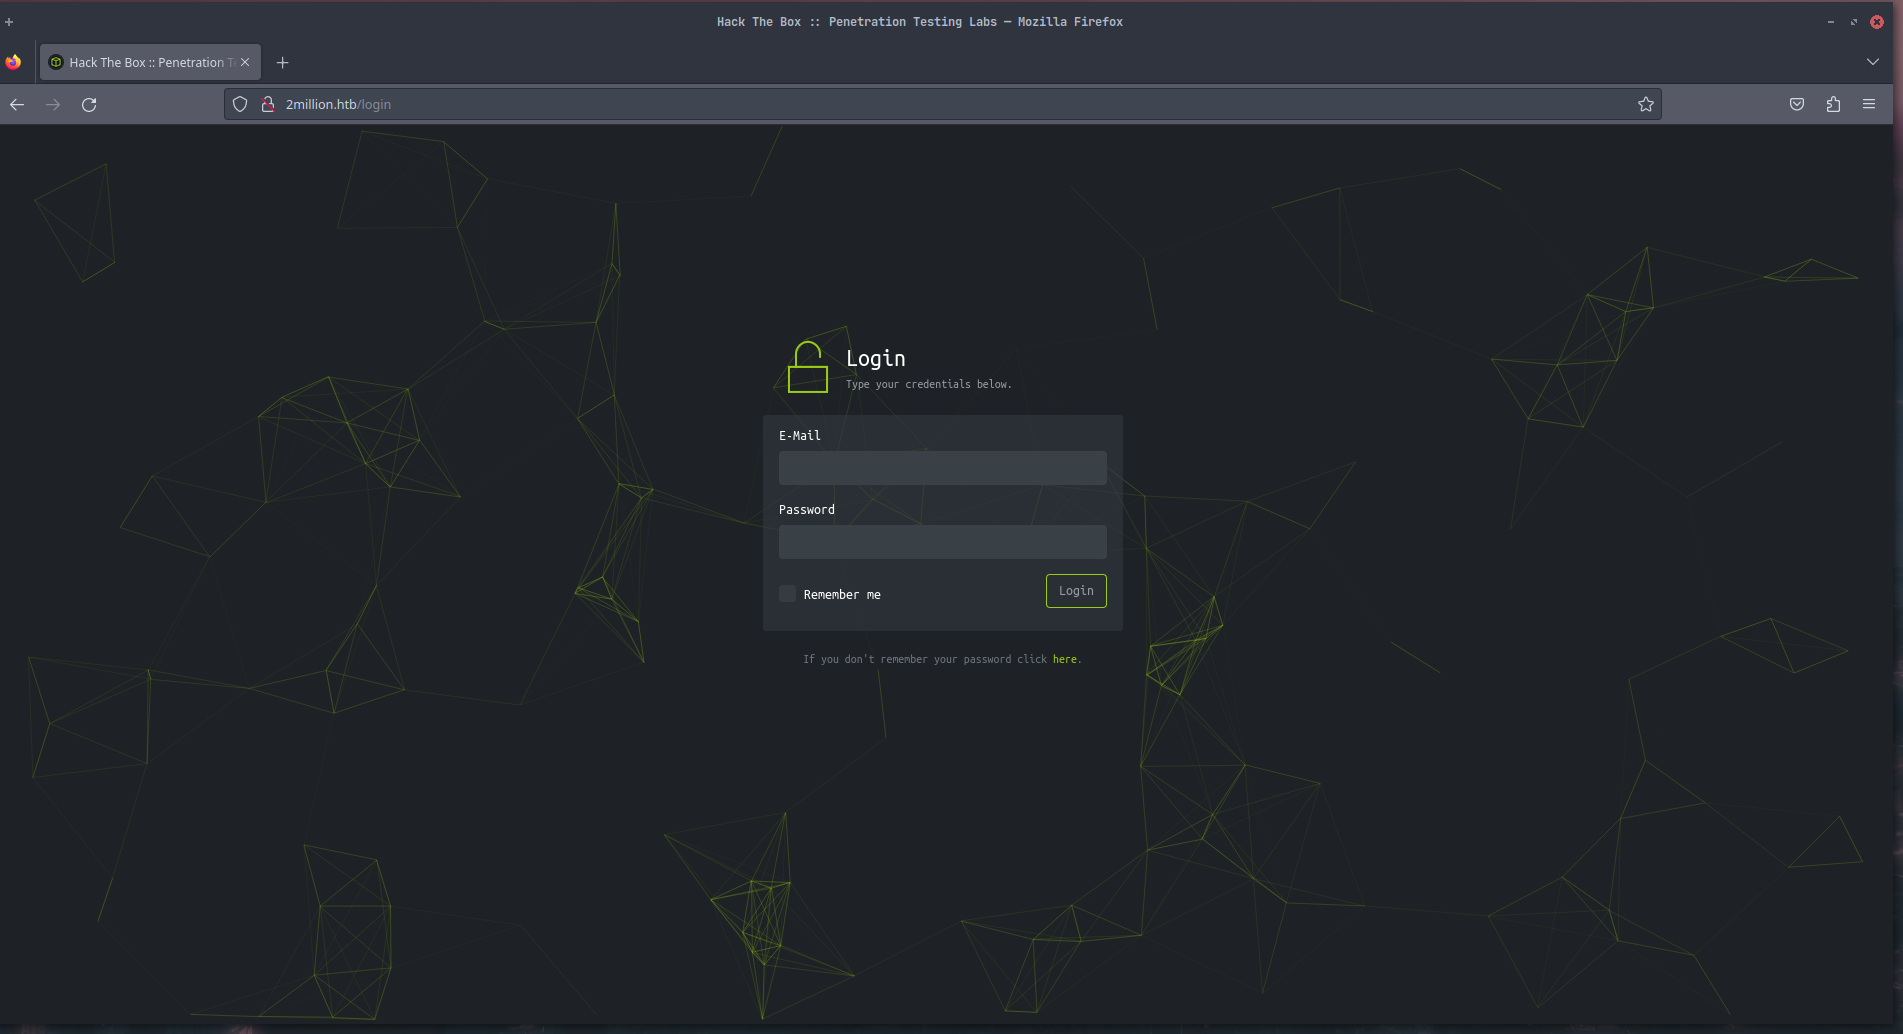 Hack The Box :: Penetration Testing Labs — Mozilla Firefox
Hack The Box :: Penetration Te
2million.htb/login
Login
Type your credentials below.
E-Mail
Password
Remember me
Login
If you don't remember your password click here.